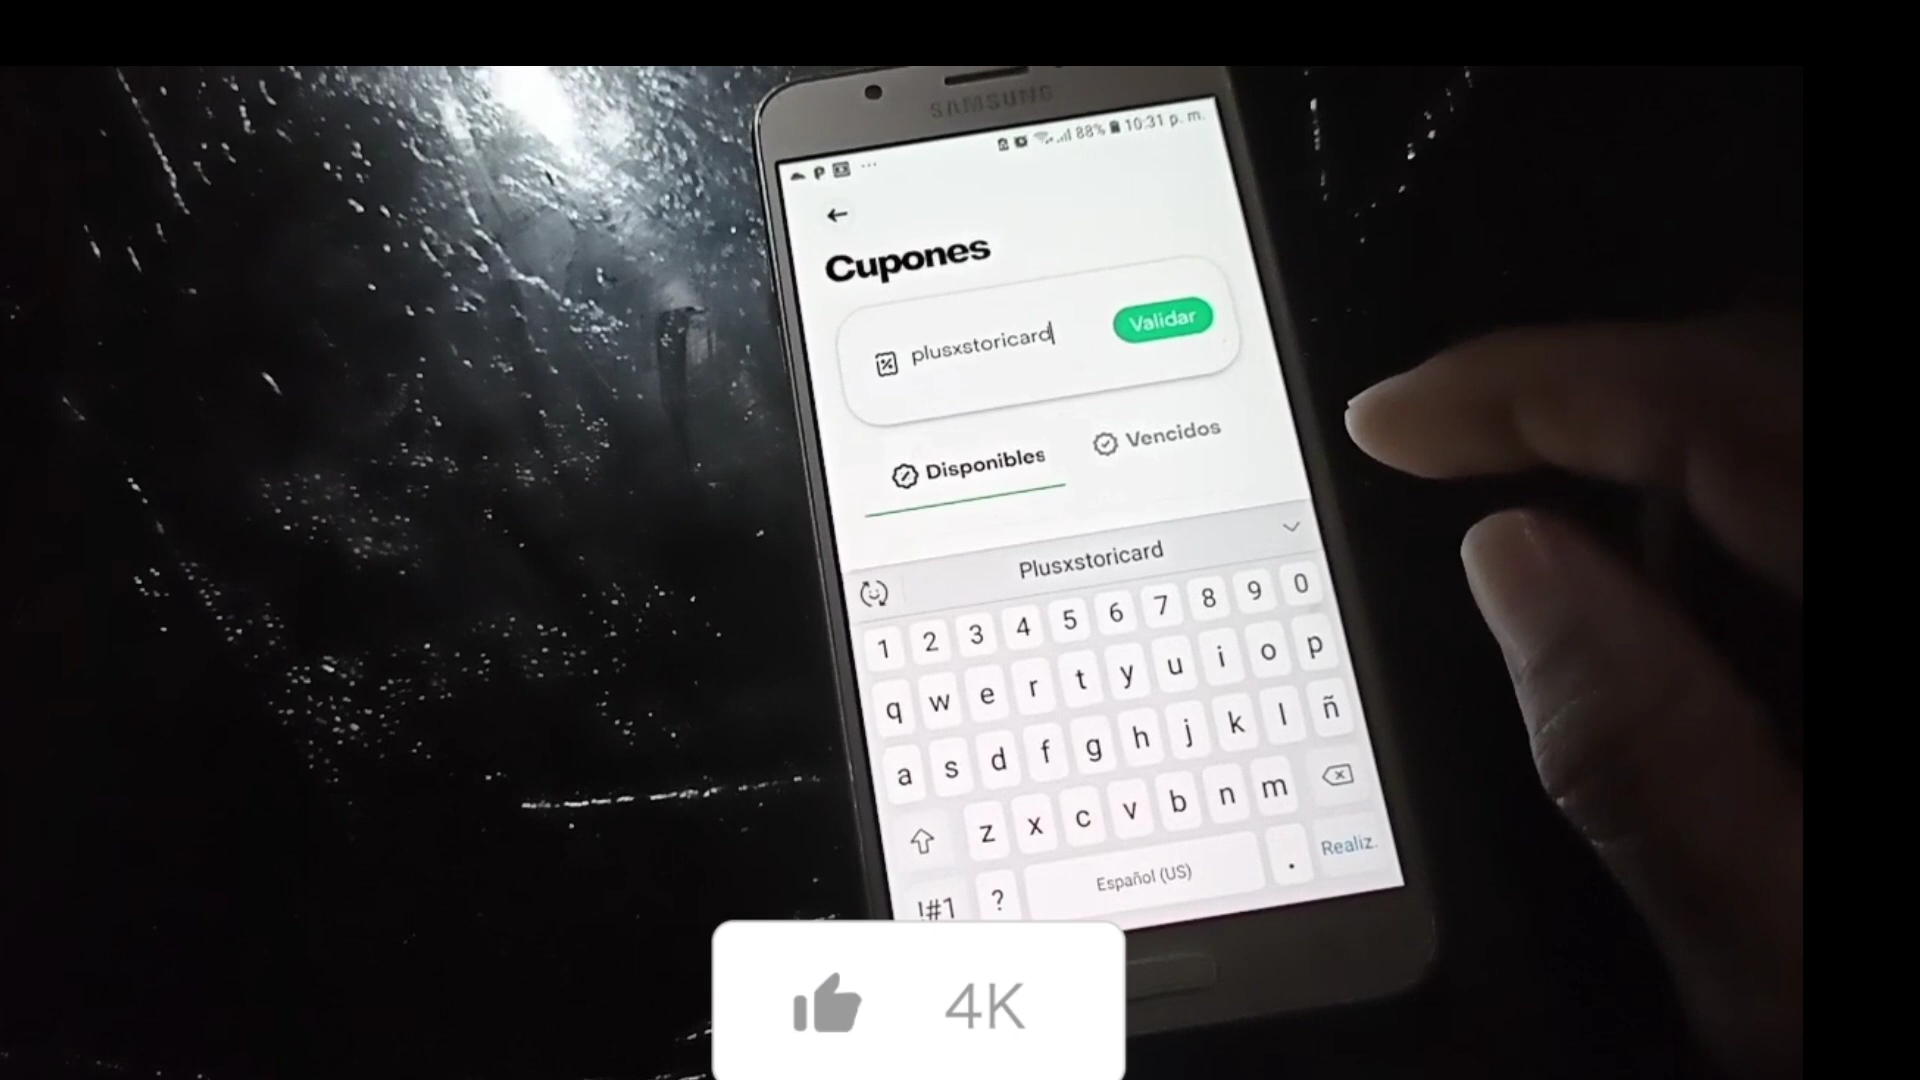 SAMSUNG
P ... 88% 10:31 p. m.
Cupones
plusxstoricard
Validar
Disponibles
Vencidos
Plusxstoricard
1 2 3 4 5 6 7 8 9 0
q w e r t y u i o p
a s d f g h j k l ñ
z x c v b n m
!#1 ? Español (US) . Realiz.
4K